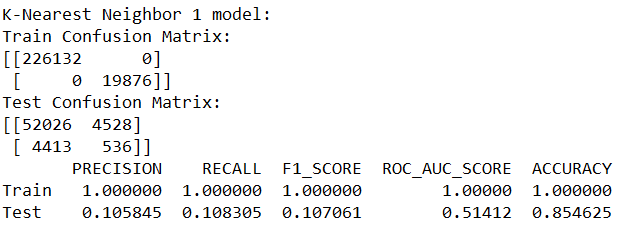 K-Nearest Neighbor 1 model:
Train Confusion Matrix:
[[226132      0]
 [     0  19876]]
Test Confusion Matrix:
[[52026  4528]
 [ 4413   536]]
       PRECISION    RECALL  F1_SCORE  ROC_AUC_SCORE  ACCURACY
Train   1.000000  1.000000  1.000000        1.00000  1.000000
Test    0.105845  0.108305  0.107061        0.51412  0.854625